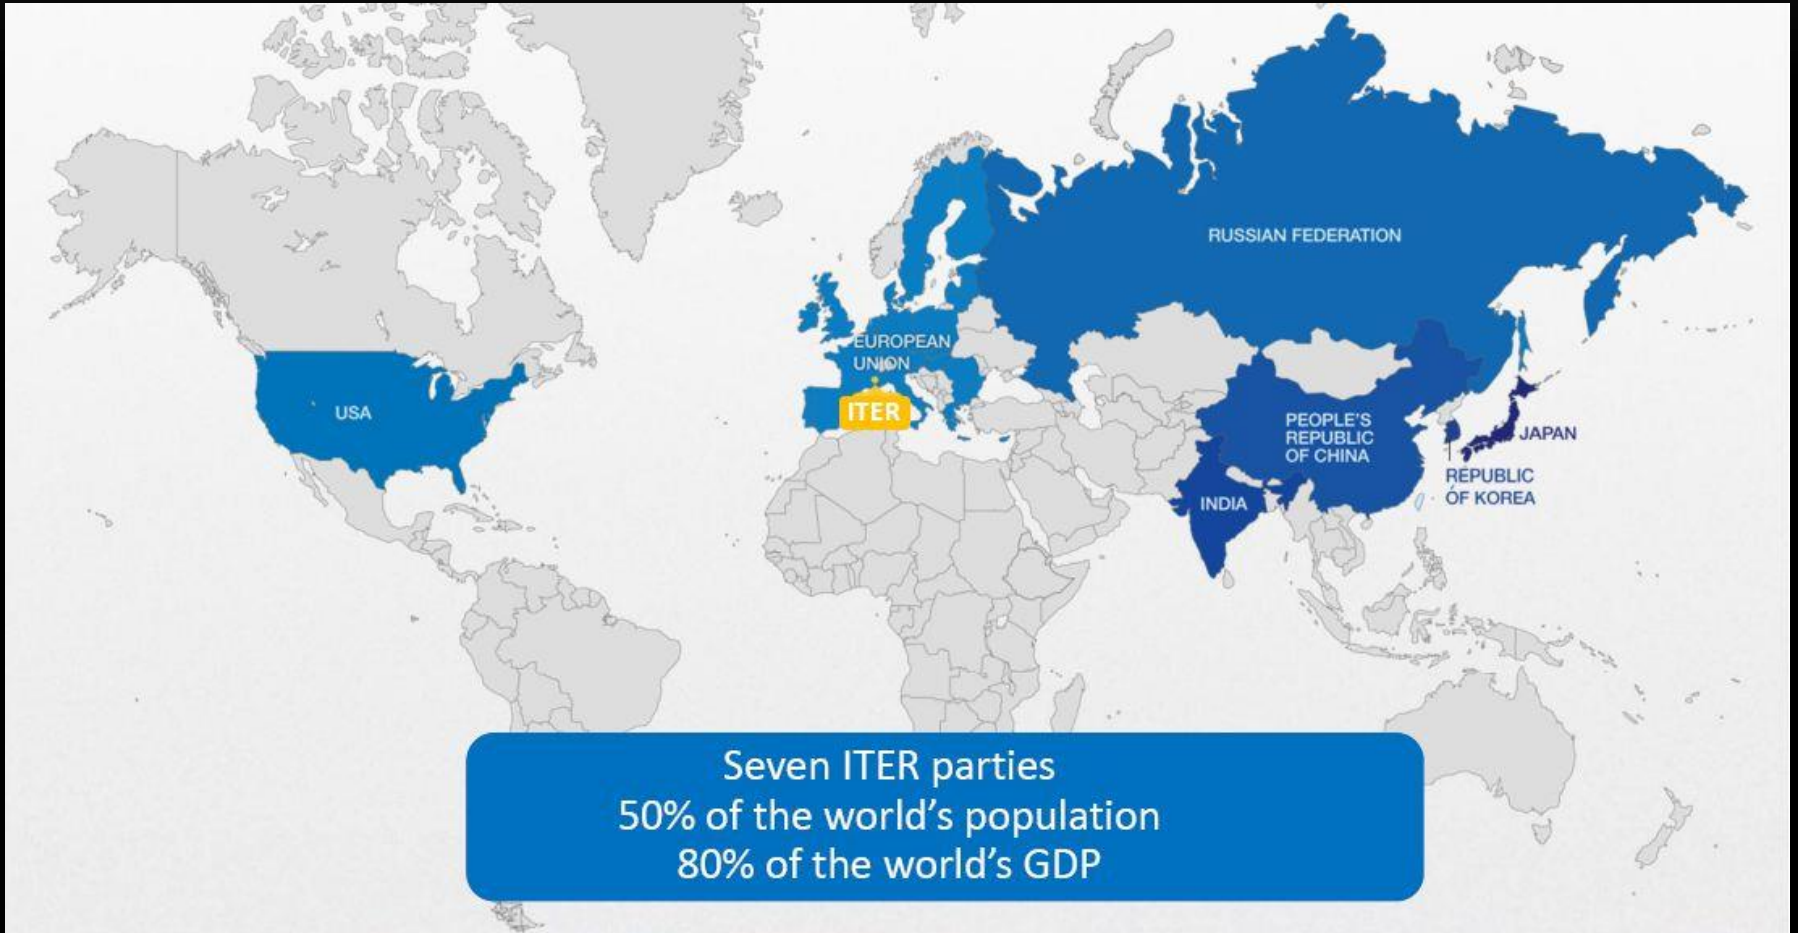 RUSSIAN FEDERATION
EUROPEAN
UNION
ITER
USA
PEOPLE'S
REPUBLIC
OF CHINA
JAPAN
REPUBLIC
OF KOREA
INDIA
Seven ITER parties
50% of the world’s population
80% of the world’s GDP